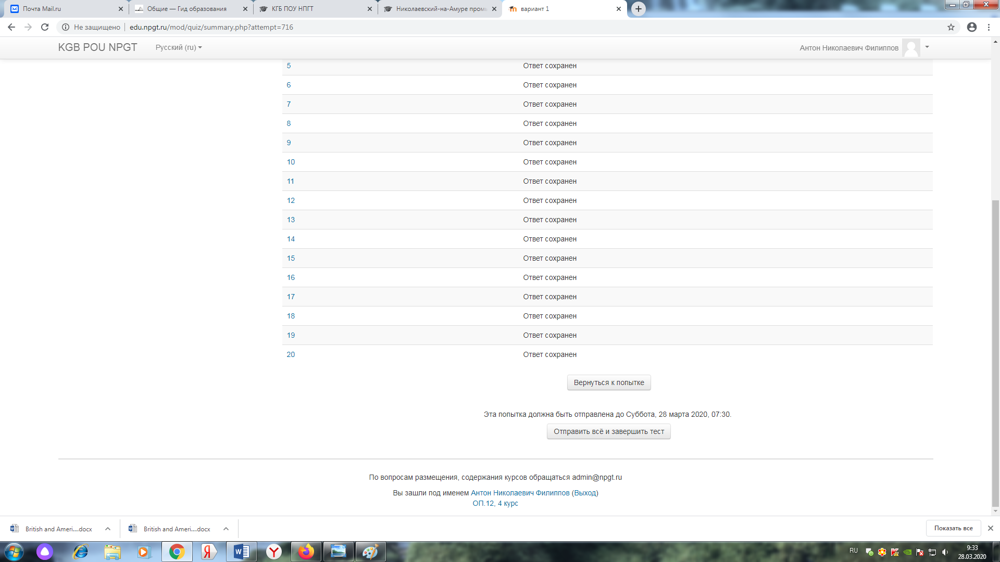 Почта Mail.ru
Общие — Гид образования
КГБ ПОУ НПГТ
Николаевский-на-Амуре пром
вариант 1
Не защищено
edu.npgt.ru/mod/quiz/summary.php?attempt=716
KGB POU NPGT
Русский (ru)
Антон Николаевич Филиппов
5 Ответ сохранен
6 Ответ сохранен
7 Ответ сохранен
8 Ответ сохранен
9 Ответ сохранен
10 Ответ сохранен
11 Ответ сохранен
12 Ответ сохранен
13 Ответ сохранен
14 Ответ сохранен
15 Ответ сохранен
16 Ответ сохранен
17 Ответ сохранен
18 Ответ сохранен
19 Ответ сохранен
20 Ответ сохранен
Вернуться к попытке
Эта попытка должна быть отправлена до Суббота, 28 марта 2020, 07:30.
Отправить всё и завершить тест
По вопросам размещения, содержания курсов обращаться admin@npgt.ru
Вы зашли под именем Антон Николаевич Филиппов (Выход)
ОП.12, 4 курс
British and Ameri....docx
British and Ameri....docx
Показать все
RU
9:33
28.03.2020